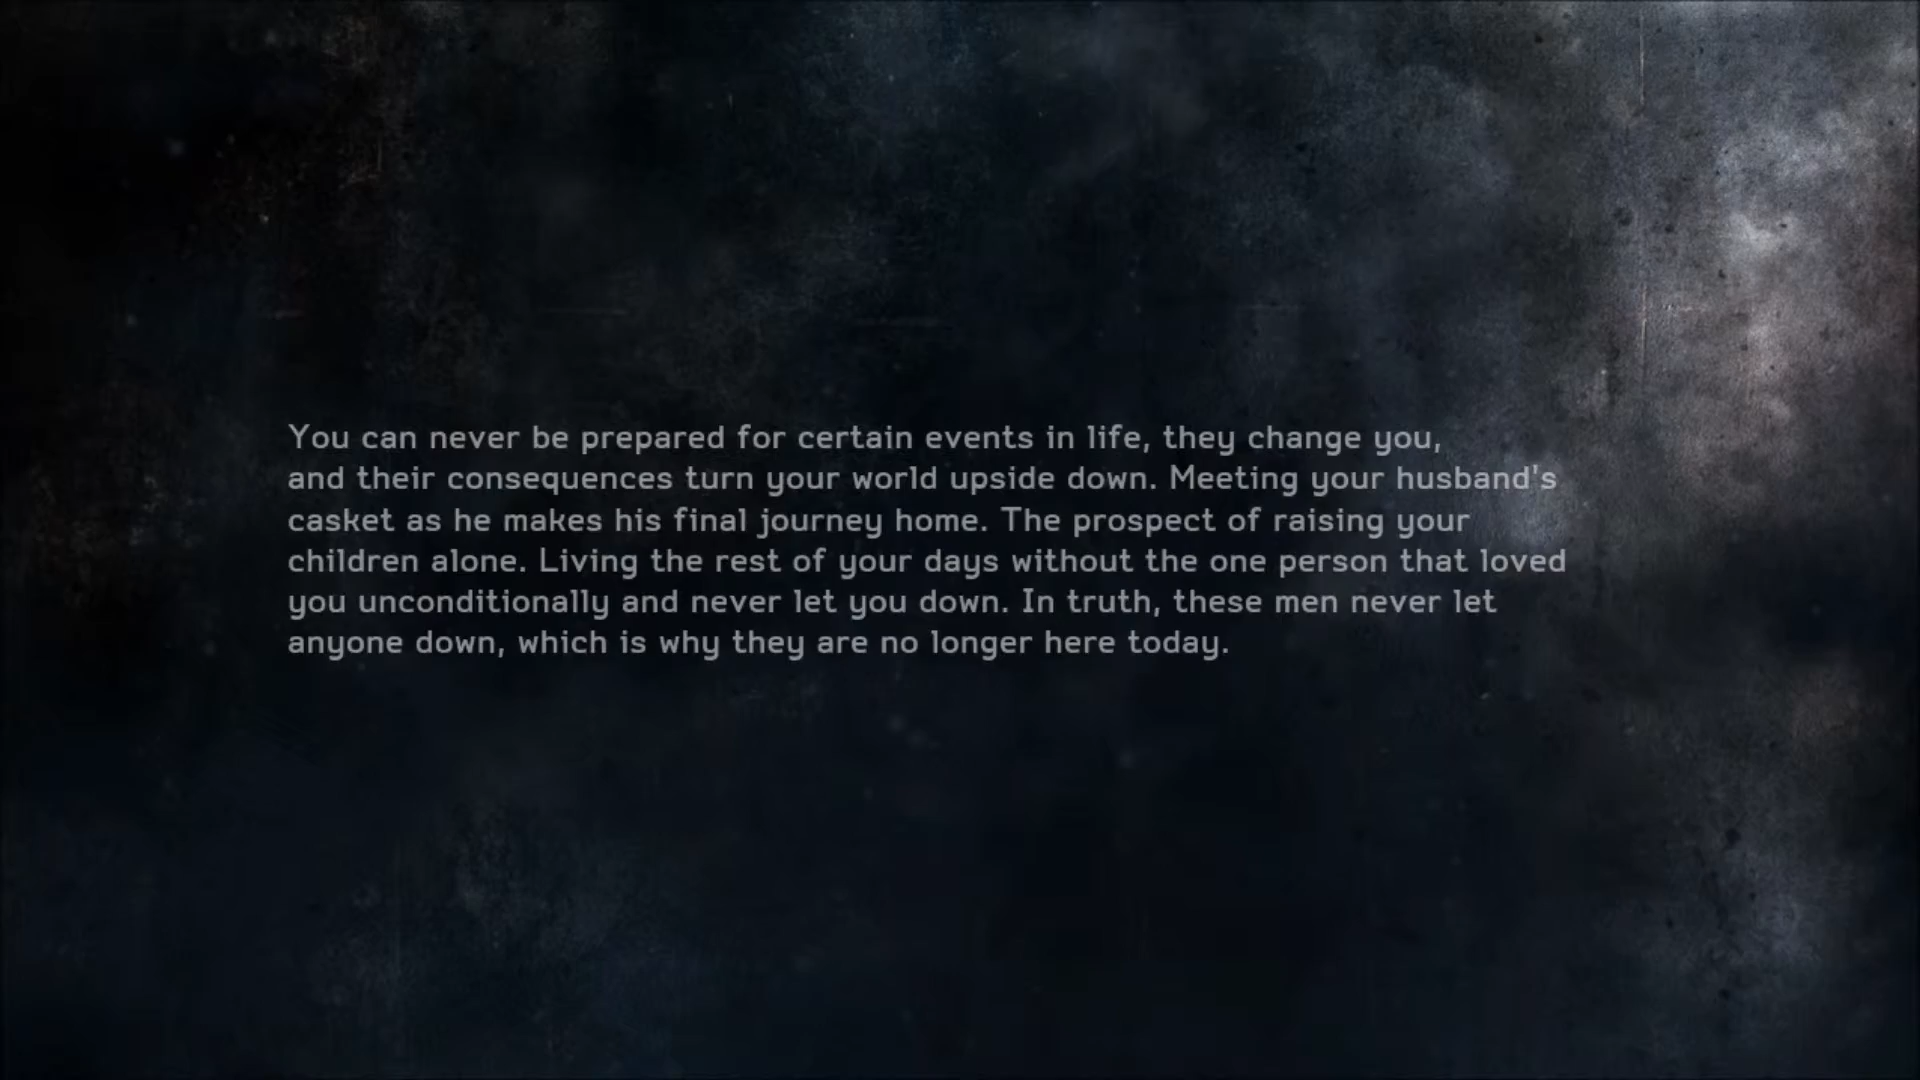 You can never be prepared for certain events in life, they change you,
and their consequences turn your world upside down. Meeting your husband's
casket as he makes his final journey home. The prospect of raising your
children alone. Living the rest of your days without the one person that loved
you unconditionally and never let you down. In truth, these men never let
anyone down, which is why they are no longer here today.